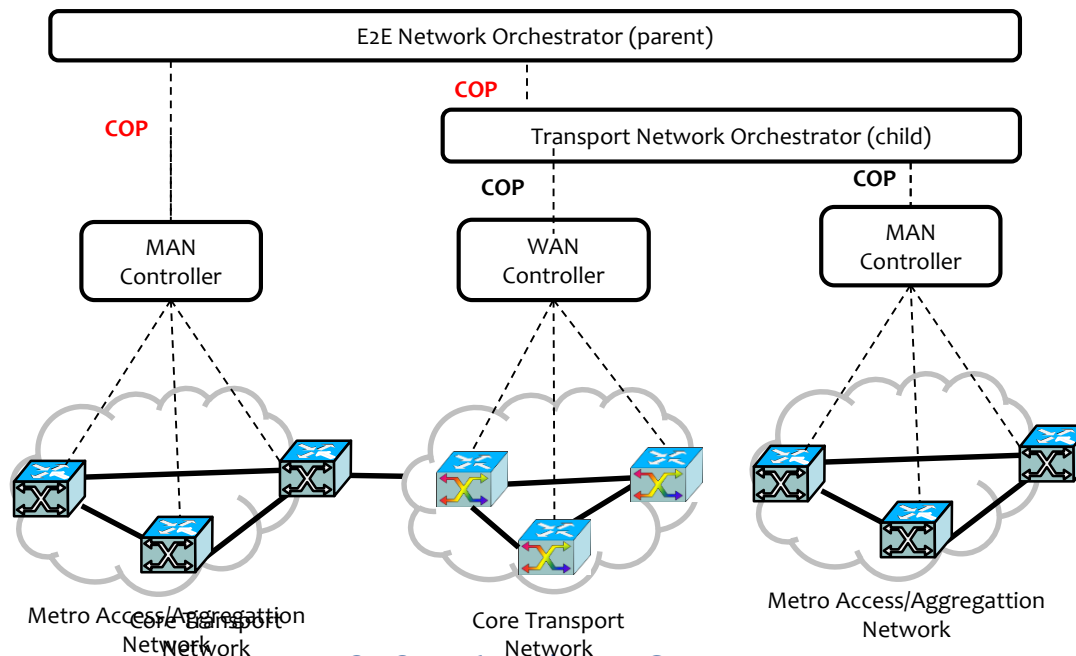 E2E Network Orchestrator (parent)
COP
COP
Transport Network Orchestrator (child)
COP
COP
MAN
Controller
WAN
Controller
MAN
Controller
Metro Access/Aggregattion
Network
Core Transport
Network
Core Transport
Network
Metro Access/Aggregattion
Network